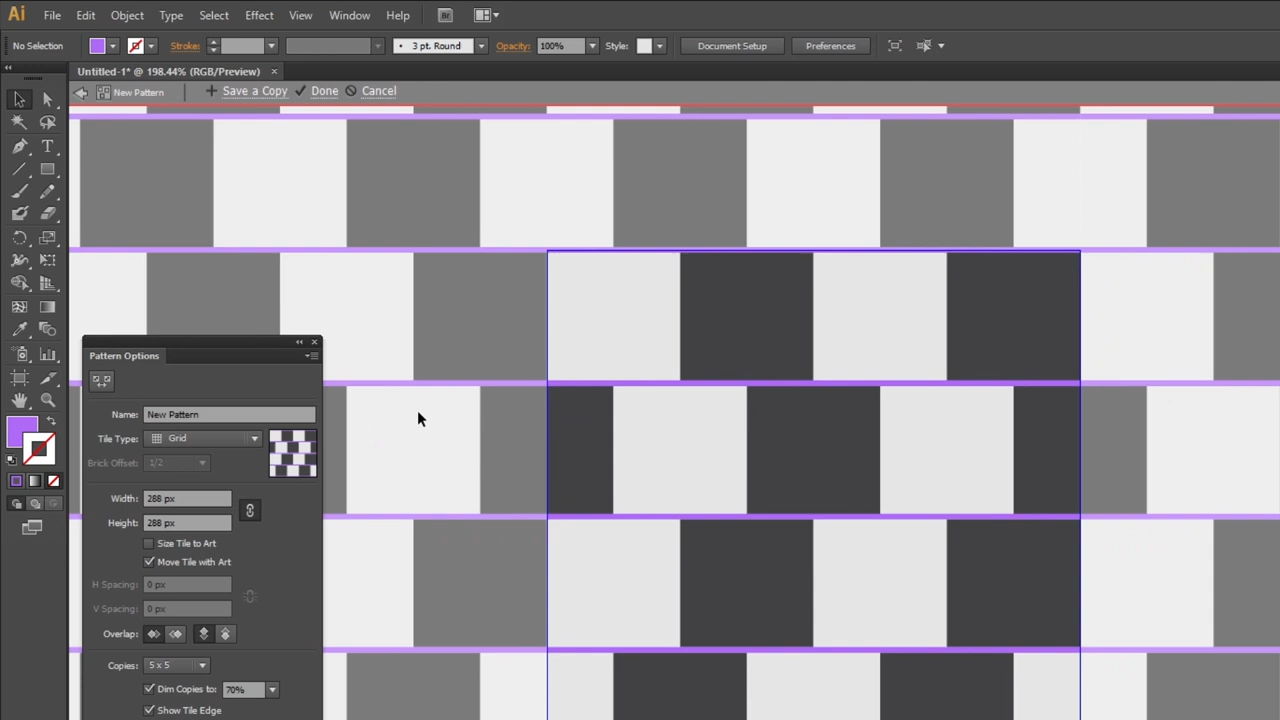 Ai File Edit Object Type Select Effect View Window Help Br
No Selection Stroke: 3 pt. Round Opacity: 100% Style: Document Setup Preferences
Untitled-1* @ 198.44% (RGB/Preview)
New Pattern Save a Copy Done Cancel
Pattern Options
Name: New Pattern
Tile Type: Grid
Brick Offset: 1/2
Width: 288 px
Height: 288 px
Size Tile to Art
Move Tile with Art
H Spacing: 0 px
V Spacing: 0 px
Overlap:
Copies: 5 x 5
Dim Copies to: 70%
Show Tile Edge